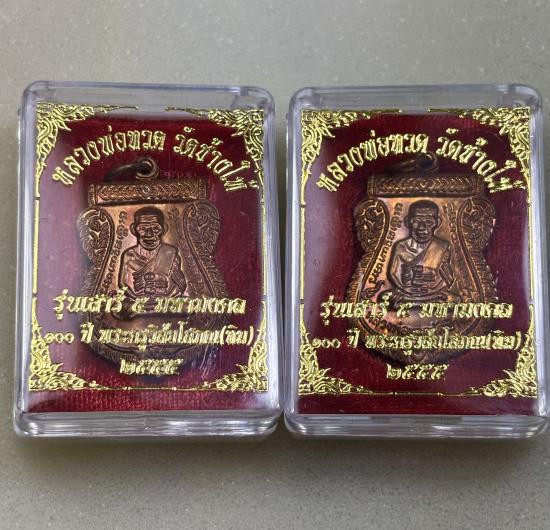 หลวงพ่อทวด วัดช้างให้
รุ่นเสาร์ ๕ มหามงคล
๑๐๐ ปี พระครูวิสัยโสภณ(ทิม)
๒๕๕๕
หลวงพ่อทวด วัดช้างให้
รุ่นเสาร์ ๕ มหามงคล
๑๐๐ ปี พระครูวิสัยโสภณ(ทิม)
๒๕๕๕